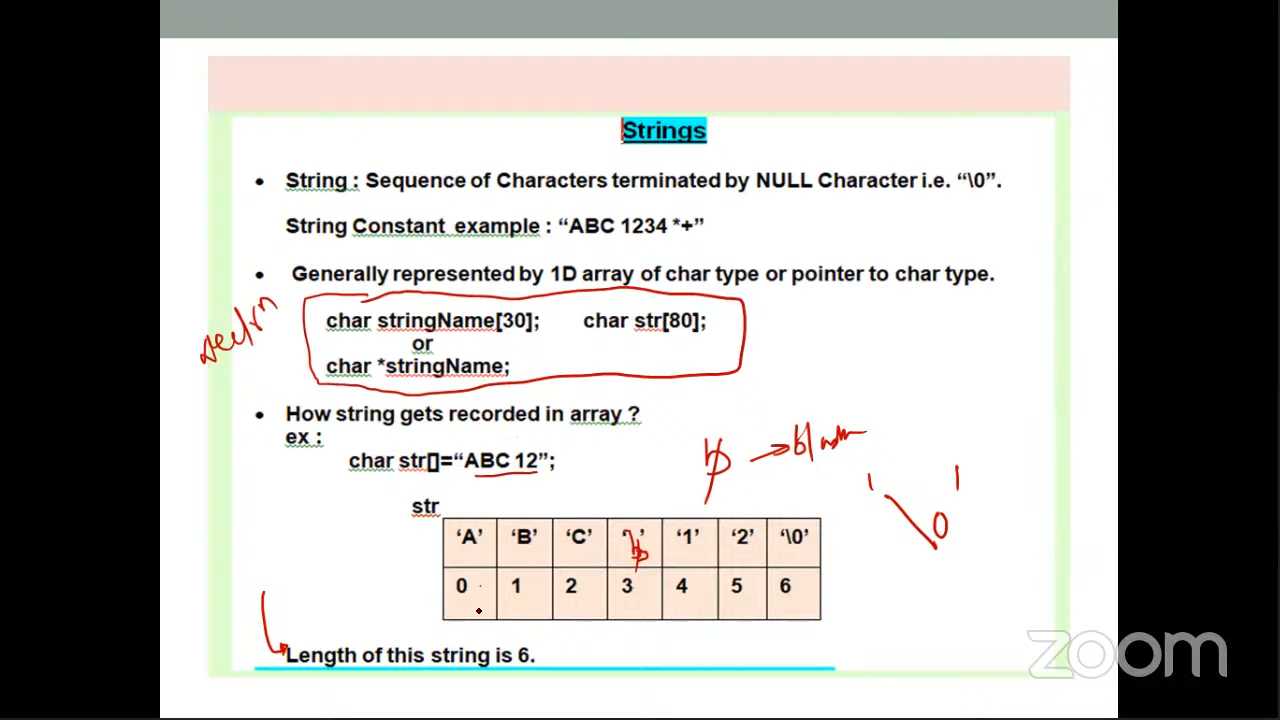 Strings
• String : Sequence of Characters terminated by NULL Character i.e. “\0”.
String Constant example : “ABC 1234 *+”
• Generally represented by 1D array of char type or pointer to char type.
char stringName[30]; char str[80];
or
char *stringName;
• How string gets recorded in array ?
ex :
char str[]=“ABC 12”;
str
‘A’ ‘B’ ‘C’ ‘ ’ ‘1’ ‘2’ ‘\0’
0 1 2 3 4 5 6
Length of this string is 6.
'\0'
zoom